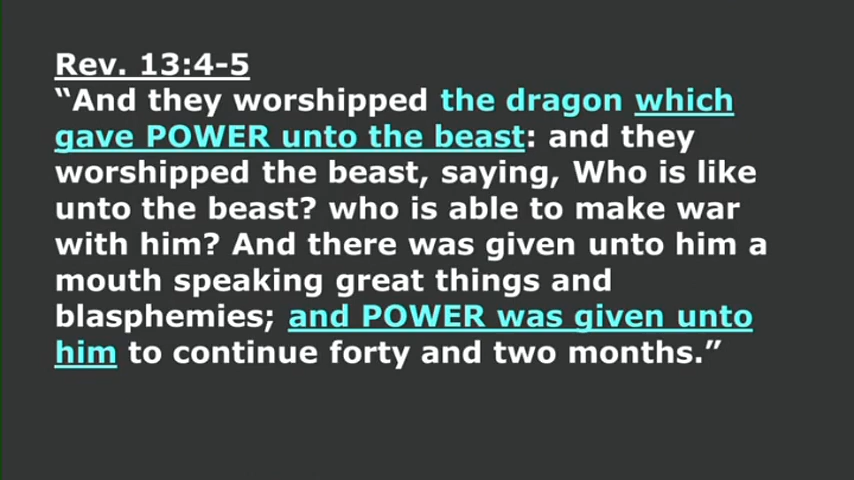 Rev. 13:4-5
“And they worshipped the dragon which
gave POWER unto the beast: and they
worshipped the beast, saying, Who is like
unto the beast? who is able to make war
with him? And there was given unto him a
mouth speaking great things and
blasphemies; and POWER was given unto
him to continue forty and two months.”